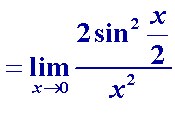 = lim x→0 2 sin² x/2 / x²